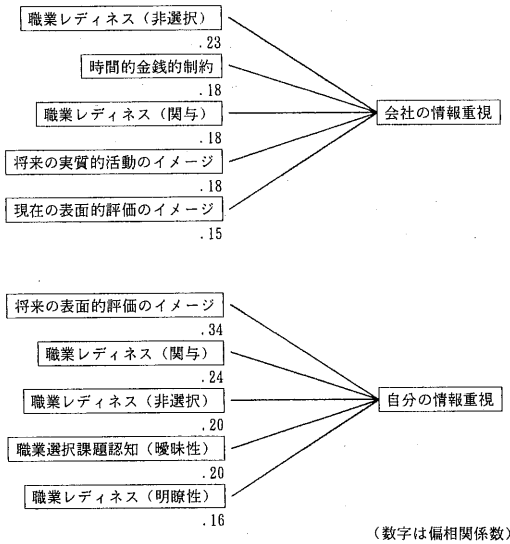 職業レディネス（非選択）
.23
時間的金銭的制約
.18
職業レディネス（関与）
.18
会社の情報重視
将来の実質的活動のイメージ
.18
現在の表面的評価のイメージ
.15
将来の表面的評価のイメージ
.34
職業レディネス（関与）
.24
職業レディネス（非選択）
.20
自分の情報重視
職業選択課題認知（曖昧性）
.20
職業レディネス（明瞭性）
.16
（数字は偏相関係数）